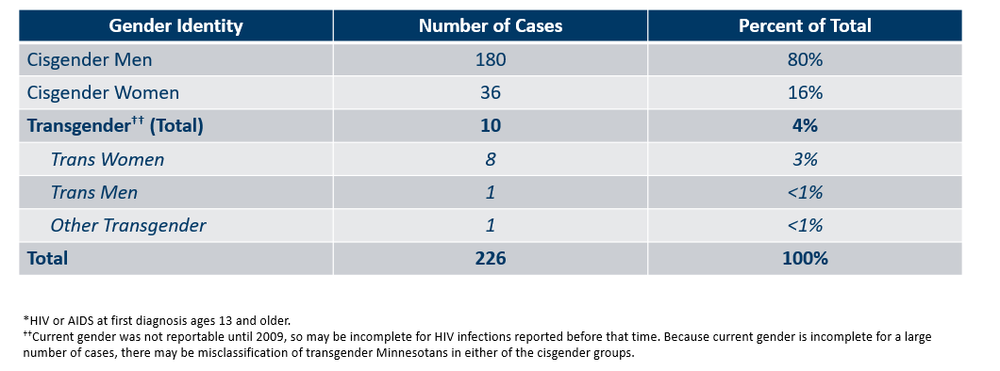 Gender Identity Number of Cases Percent of Total
Cisgender Men 180 80%
Cisgender Women 36 16%
Transgender†† (Total) 10 4%
Trans Women 8 3%
Trans Men 1 <1%
Other Transgender 1 <1%
Total 226 100%
*HIV or AIDS at first diagnosis ages 13 and older.
††Current gender was not reportable until 2009, so may be incomplete for HIV infections reported before that time. Because current gender is incomplete for a large
number of cases, there may be misclassification of transgender Minnesotans in either of the cisgender groups.